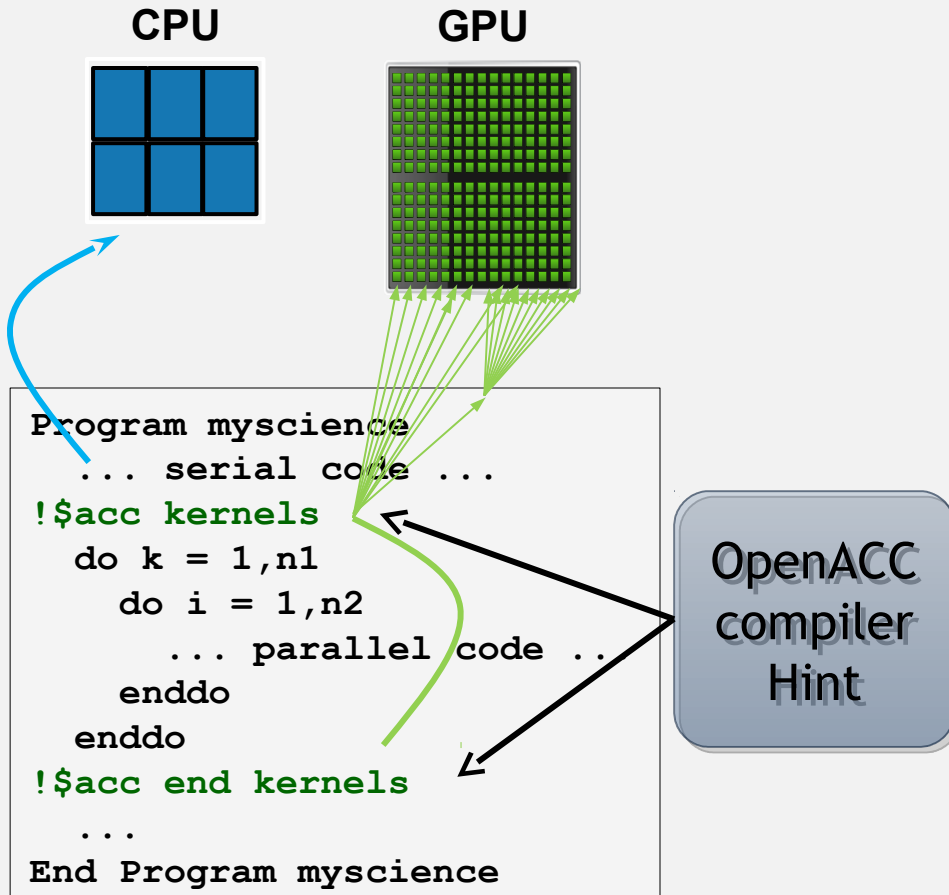 CPU
GPU
Program myscience
... serial code ...
!$acc kernels
do k = 1,n1
do i = 1,n2
... parallel code ...
enddo
enddo
!$acc end kernels
...
End Program myscience
OpenACC
compiler
Hint